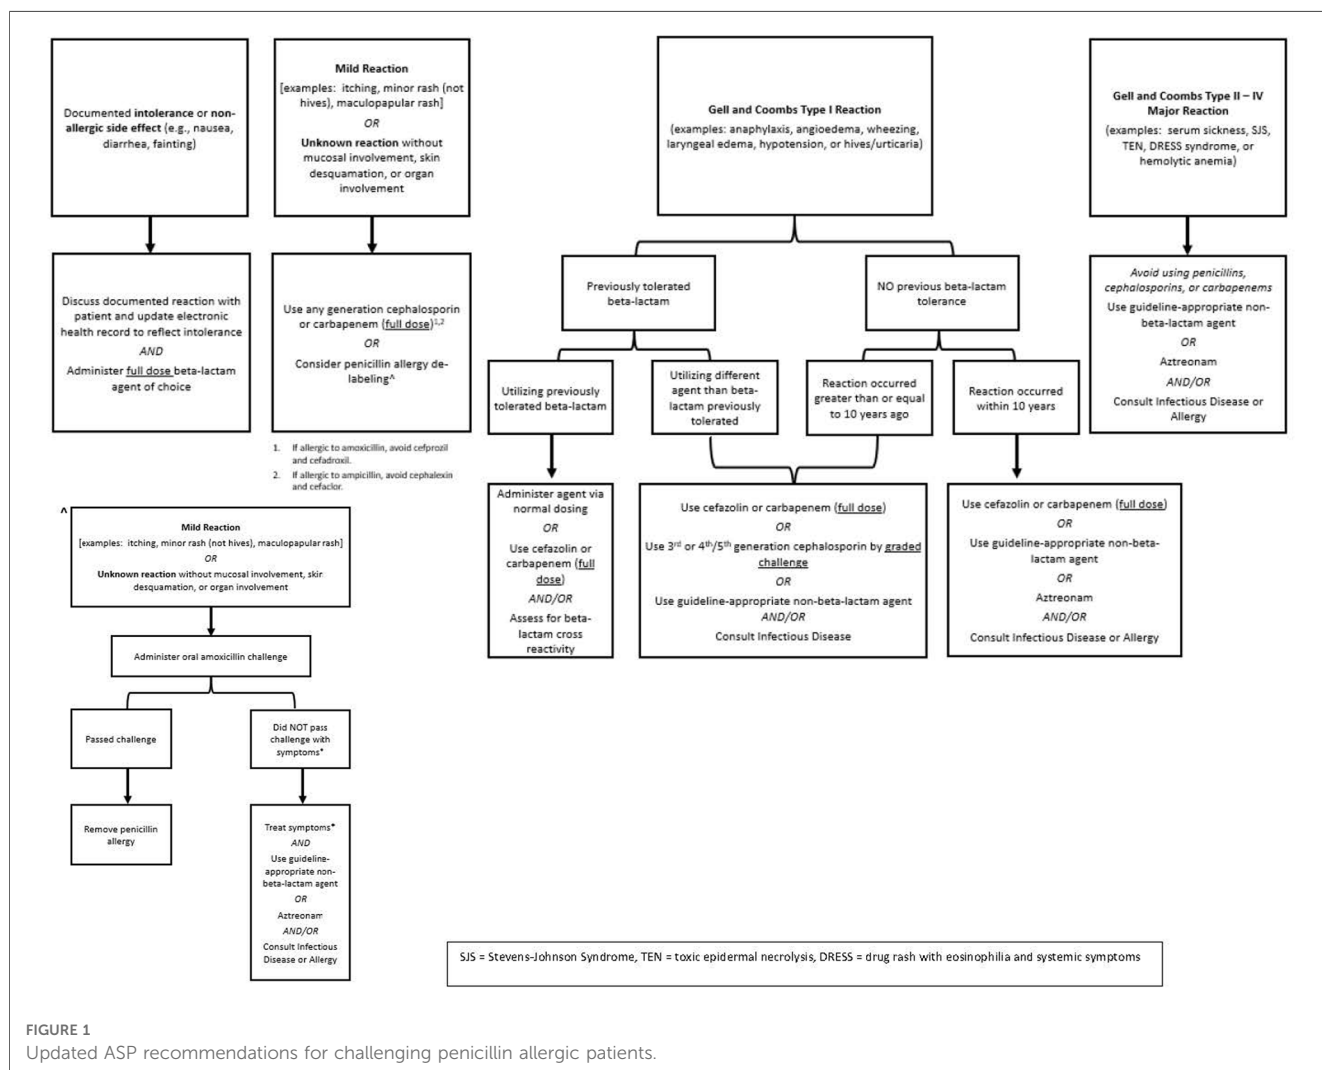 Documented intolerance or non-
allergic side effect (e.g., nausea,
diarrhea, fainting)
Discuss documented reaction with
patient and update electronic
health record to reflect intolerance
AND
Administer full dose beta-lactam
agent of choice
Mild Reaction
[examples: itching, minor rash (not
hives), maculopapular rash]
OR
Unknown reaction without
mucosal involvement, skin
desquamation, or organ
involvement
Use any generation cephalosporin
or carbapenem (full dose)1,2
OR
Consider penicillin allergy de-
labeling^
1. If allergic to amoxicillin, avoid cefprozil
and cefadroxil.
2. If allergic to ampicillin, avoid cephalexin
and cefaclor.
Gell and Coombs Type I Reaction
(examples: anaphylaxis, angioedema, wheezing,
laryngeal edema, hypotension, or hives/urticaria)
Previously tolerated
beta-lactam
NO previous beta-lactam
tolerance
Utilizing previously
tolerated beta-lactam
Utilizing different
agent than beta-
lactam previously
tolerated
Reaction occurred
greater than or equal
to 10 years ago
Reaction occurred
within 10 years
Administer agent via
normal dosing
OR
Use cefazolin or
carbapenem (full
dose)
AND/OR
Assess for beta-
lactam cross
reactivity
Use cefazolin or carbapenem (full dose)
OR
Use 3rd or 4th/5th generation cephalosporin by graded
challenge
OR
Use guideline-appropriate non-beta-lactam agent
AND/OR
Consult Infectious Disease
Use cefazolin or carbapenem (full dose)
OR
Use guideline-appropriate non-beta-
lactam agent
OR
Aztreonam
AND/OR
Consult Infectious Disease or Allergy
Gell and Coombs Type II – IV
Major Reaction
(examples: serum sickness, SJS,
TEN, DRESS syndrome, or
hemolytic anemia)
Avoid using penicillins,
cephalosporins, or carbapenems
Use guideline-appropriate non-
beta-lactam agent
OR
Aztreonam
AND/OR
Consult Infectious Disease or
Allergy
^
Mild Reaction
[examples: itching, minor rash (not hives), maculopapular rash]
OR
Unknown reaction without mucosal involvement, skin
desquamation, or organ involvement
Administer oral amoxicillin challenge
Passed challenge
Did NOT pass
challenge with
symptoms*
Remove penicillin
allergy
Treat symptoms*
AND
Use guideline-
appropriate non-
beta-lactam agent
OR
Aztreonam
AND/OR
Consult Infectious
Disease or Allergy
SJS = Stevens-Johnson Syndrome, TEN = toxic epidermal necrolysis, DRESS = drug rash with eosinophilia and systemic symptoms
FIGURE 1
Updated ASP recommendations for challenging penicillin allergic patients.